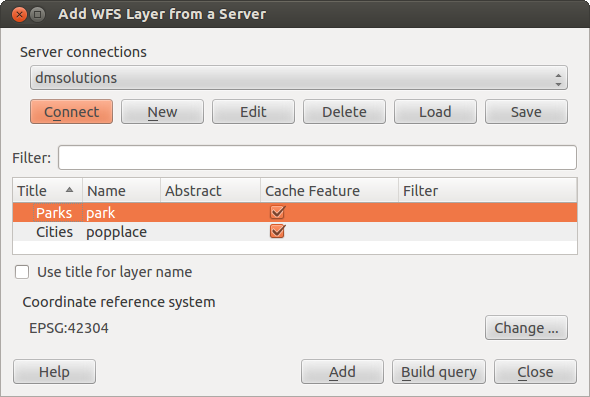 Add WFS Layer from a Server
Server connections
dmsolutions
Connect New Edit Delete Load Save
Filter:
Title Name Abstract Cache Feature Filter
Parks park
Cities popplace
Use title for layer name
Coordinate reference system
EPSG:42304
Change ...
Help Add Build query Close